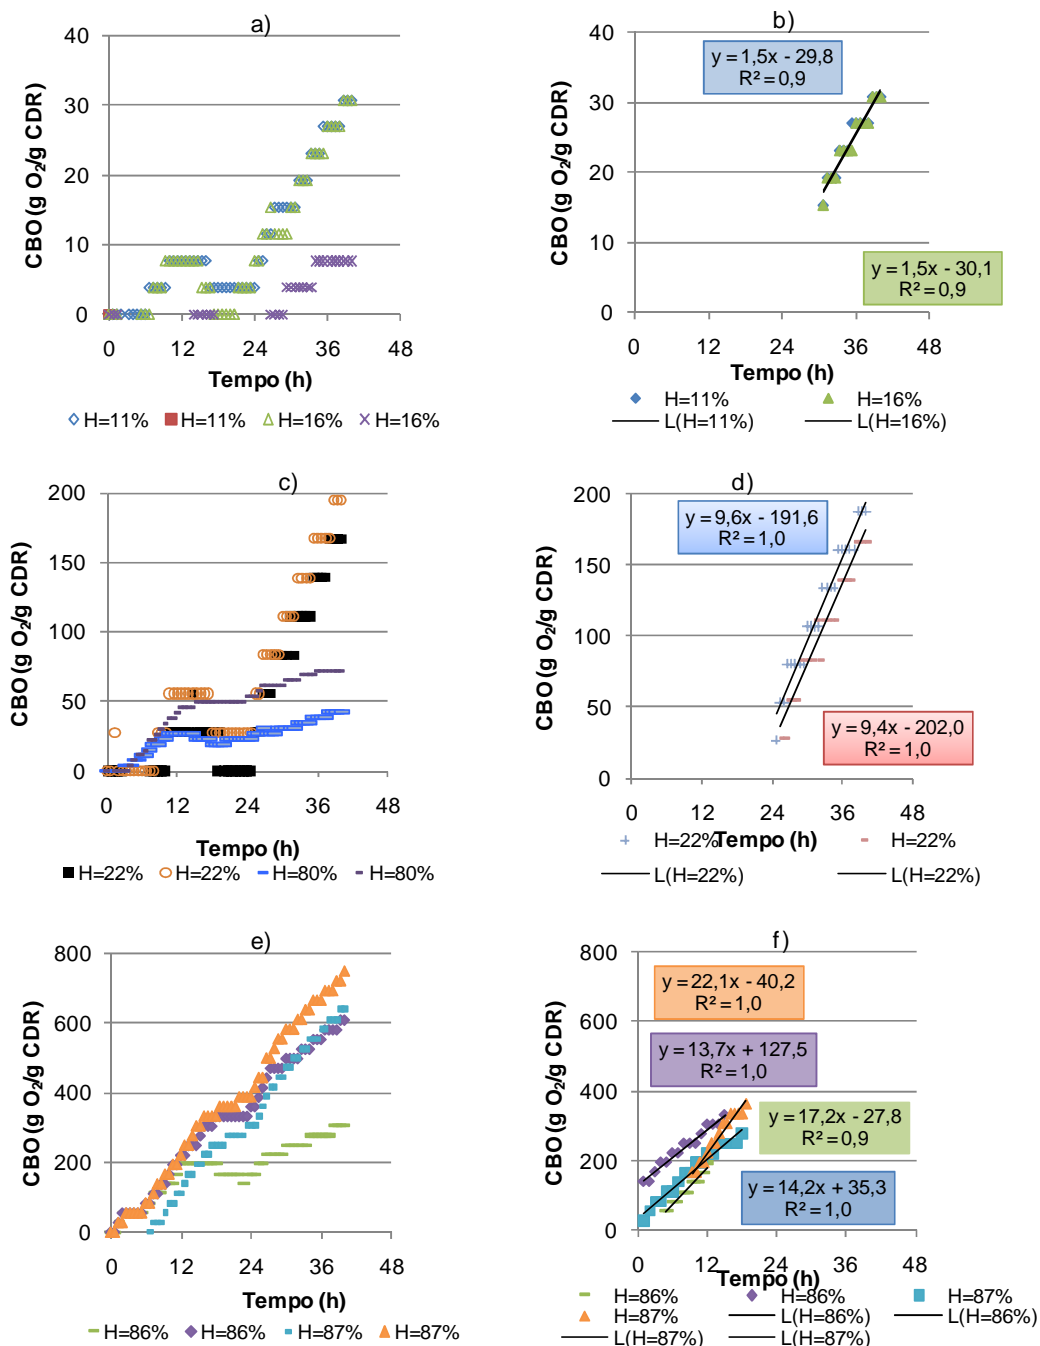 a)
CBO (g O₂/g CDR)
40
30
20
10
0
0 12 24 36 48
Tempo (h)
H=11% H=11% H=16% H=16%
b)
CBO (g O₂/g CDR)
40
30
20
10
0
y = 1,5x - 29,8
R² = 0,9
y = 1,5x - 30,1
R² = 0,9
0 12 24 36 48
Tempo (h)
H=11% H=16%
L(H=11%) L(H=16%)
c)
CBO (g O₂/g CDR)
200
150
100
50
0
0 12 24 36 48
Tempo (h)
H=22% H=22% H=80% H=80%
d)
CBO (g O₂/g CDR)
200
150
100
50
0
y = 9,6x - 191,6
R² = 1,0
y = 9,4x - 202,0
R² = 1,0
0 12 24 36 48
Tempo (h)
H=22% H=22%
L(H=22%) L(H=22%)
e)
CBO (g O₂/g CDR)
800
600
400
200
0
0 12 24 36 48
Tempo (h)
H=86% H=86% H=87% H=87%
f)
CBO (g O₂/g CDR)
800
600
400
200
0
y = 22,1x - 40,2
R² = 1,0
y = 13,7x + 127,5
R² = 1,0
y = 17,2x - 27,8
R² = 0,9
y = 14,2x + 35,3
R² = 1,0
0 12 24 36 48
Tempo (h)
H=86% H=86% H=87%
H=87% L(H=86%) L(H=86%)
L(H=87%) L(H=87%)